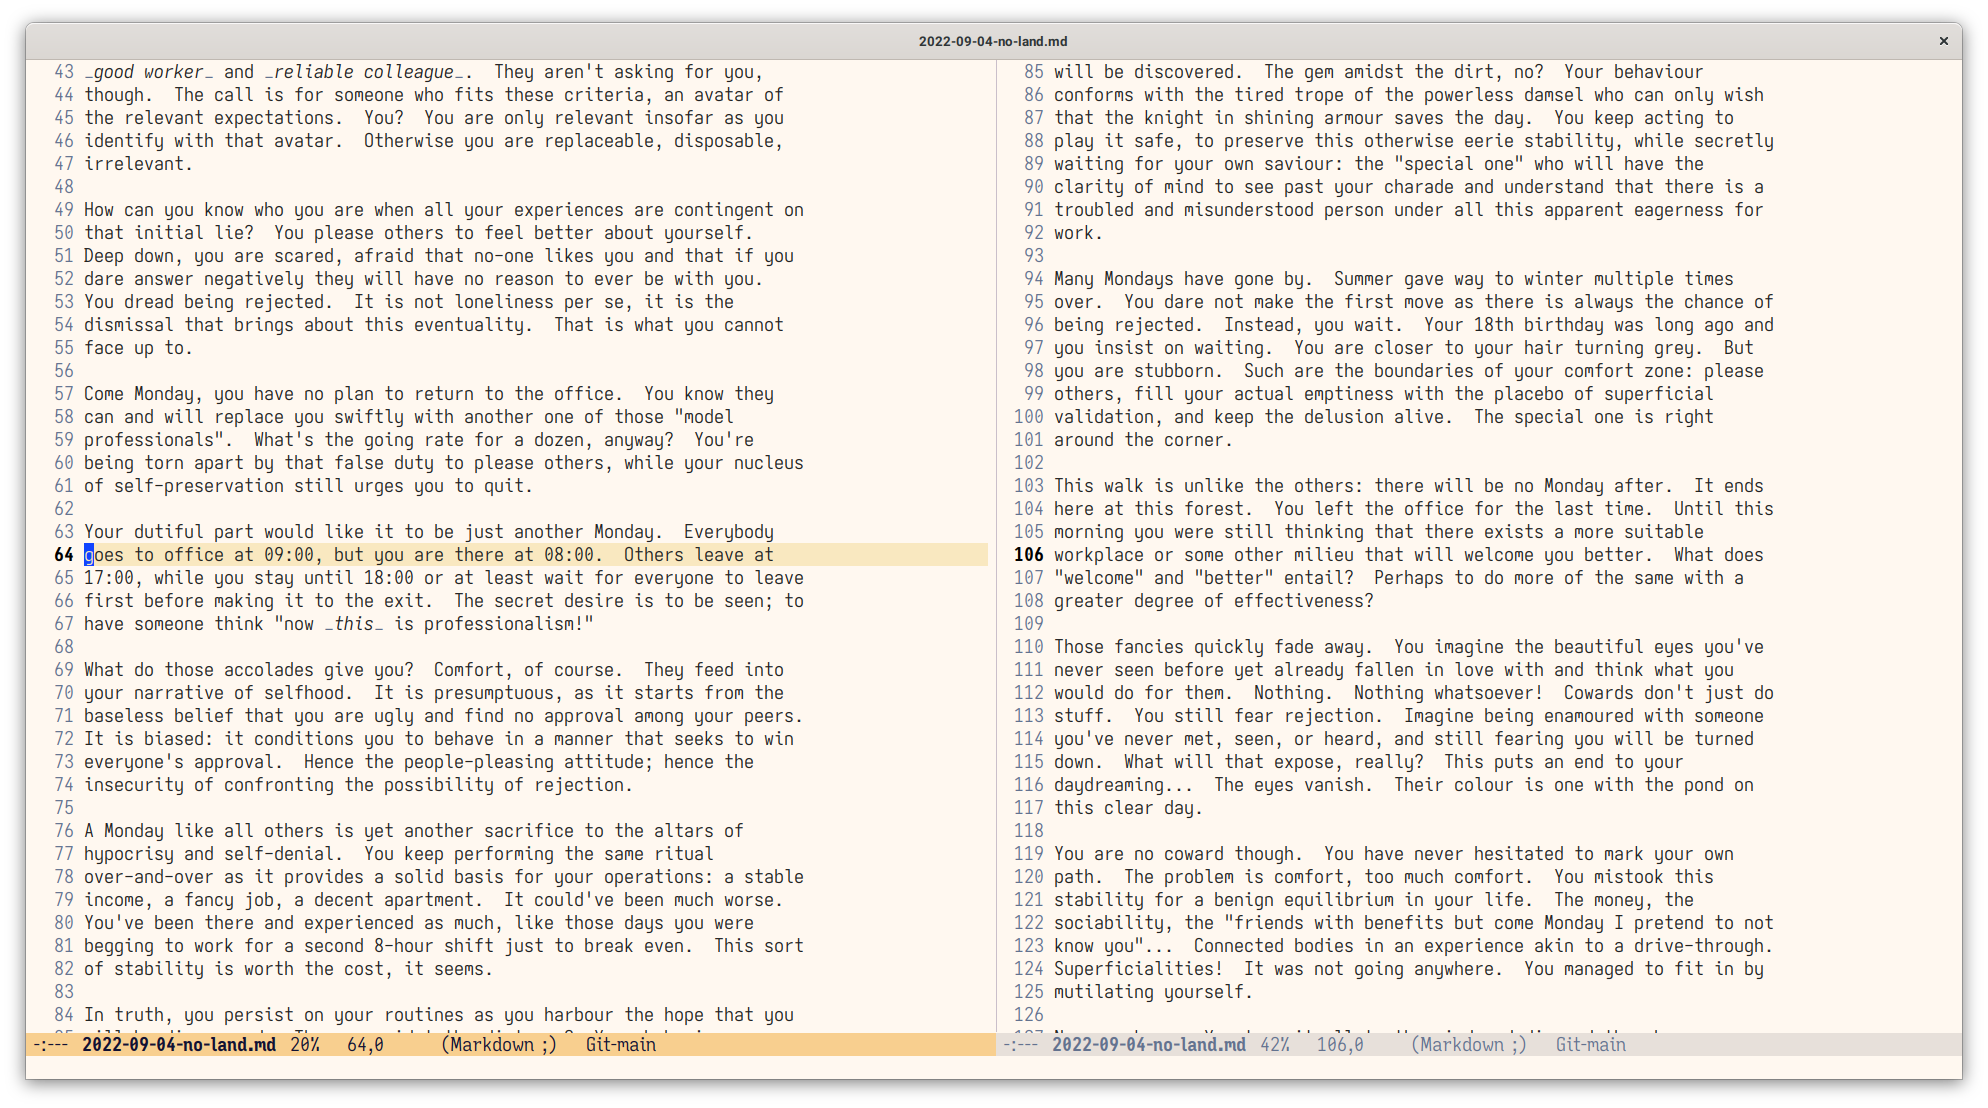 2022-09-04-no-land.md ×
43 _good worker_ and _reliable colleague_.  They aren't asking for you,
44 though.  The call is for someone who fits these criteria, an avatar of
45 the relevant expectations.  You?  You are only relevant insofar as you
46 identify with that avatar.  Otherwise you are replaceable, disposable,
47 irrelevant.
48
49 How can you know who you are when all your experiences are contingent on
50 that initial lie?  You please others to feel better about yourself.
51 Deep down, you are scared, afraid that no-one likes you and that if you
52 dare answer negatively they will have no reason to ever be with you.
53 You dread being rejected.  It is not loneliness per se, it is the
54 dismissal that brings about this eventuality.  That is what you cannot
55 face up to.
56
57 Come Monday, you have no plan to return to the office.  You know they
58 can and will replace you swiftly with another one of those "model
59 professionals".  What's the going rate for a dozen, anyway?  You're
60 being torn apart by that false duty to please others, while your nucleus
61 of self-preservation still urges you to quit.
62
63 Your dutiful part would like it to be just another Monday.  Everybody
64 goes to office at 09:00, but you are there at 08:00.  Others leave at
65 17:00, while you stay until 18:00 or at least wait for everyone to leave
66 first before making it to the exit.  The secret desire is to be seen; to
67 have someone think "now _this_ is professionalism!"
68
69 What do those accolades give you?  Comfort, of course.  They feed into
70 your narrative of selfhood.  It is presumptuous, as it starts from the
71 baseless belief that you are ugly and find no approval among your peers.
72 It is biased: it conditions you to behave in a manner that seeks to win
73 everyone's approval.  Hence the people-pleasing attitude; hence the
74 insecurity of confronting the possibility of rejection.
75
76 A Monday like all others is yet another sacrifice to the altars of
77 hypocrisy and self-denial.  You keep performing the same ritual
78 over-and-over as it provides a solid basis for your operations: a stable
79 income, a fancy job, a decent apartment.  It could've been much worse.
80 You've been there and experienced as much, like those days you were
81 begging to work for a second 8-hour shift just to break even.  This sort
82 of stability is worth the cost, it seems.
83
84 In truth, you persist on your routines as you harbour the hope that you
-:--- 2022-09-04-no-land.md 20% 64,0 (Markdown ;) Git-main
85 will be discovered.  The gem amidst the dirt, no?  Your behaviour
86 conforms with the tired trope of the powerless damsel who can only wish
87 that the knight in shining armour saves the day.  You keep acting to
88 play it safe, to preserve this otherwise eerie stability, while secretly
89 waiting for your own saviour: the "special one" who will have the
90 clarity of mind to see past your charade and understand that there is a
91 troubled and misunderstood person under all this apparent eagerness for
92 work.
93
94 Many Mondays have gone by.  Summer gave way to winter multiple times
95 over.  You dare not make the first move as there is always the chance of
96 being rejected.  Instead, you wait.  Your 18th birthday was long ago and
97 you insist on waiting.  You are closer to your hair turning grey.  But
98 you are stubborn.  Such are the boundaries of your comfort zone: please
99 others, fill your actual emptiness with the placebo of superficial
100 validation, and keep the delusion alive.  The special one is right
101 around the corner.
102
103 This walk is unlike the others: there will be no Monday after.  It ends
104 here at this forest.  You left the office for the last time.  Until this
105 morning you were still thinking that there exists a more suitable
106 workplace or some other milieu that will welcome you better.  What does
107 "welcome" and "better" entail?  Perhaps to do more of the same with a
108 greater degree of effectiveness?
109
110 Those fancies quickly fade away.  You imagine the beautiful eyes you've
111 never seen before yet already fallen in love with and think what you
112 would do for them.  Nothing.  Nothing whatsoever!  Cowards don't just do
113 stuff.  You still fear rejection.  Imagine being enamoured with someone
114 you've never met, seen, or heard, and still fearing you will be turned
115 down.  What will that expose, really?  This puts an end to your
116 daydreaming...  The eyes vanish.  Their colour is one with the pond on
117 this clear day.
118
119 You are no coward though.  You have never hesitated to mark your own
120 path.  The problem is comfort, too much comfort.  You mistook this
121 stability for a benign equilibrium in your life.  The money, the
122 sociability, the "friends with benefits but come Monday I pretend to not
123 know you"...  Connected bodies in an experience akin to a drive-through.
124 Superficialities!  It was not going anywhere.  You managed to fit in by
125 mutilating yourself.
126
-:--- 2022-09-04-no-land.md 42% 106,0 (Markdown ;) Git-main